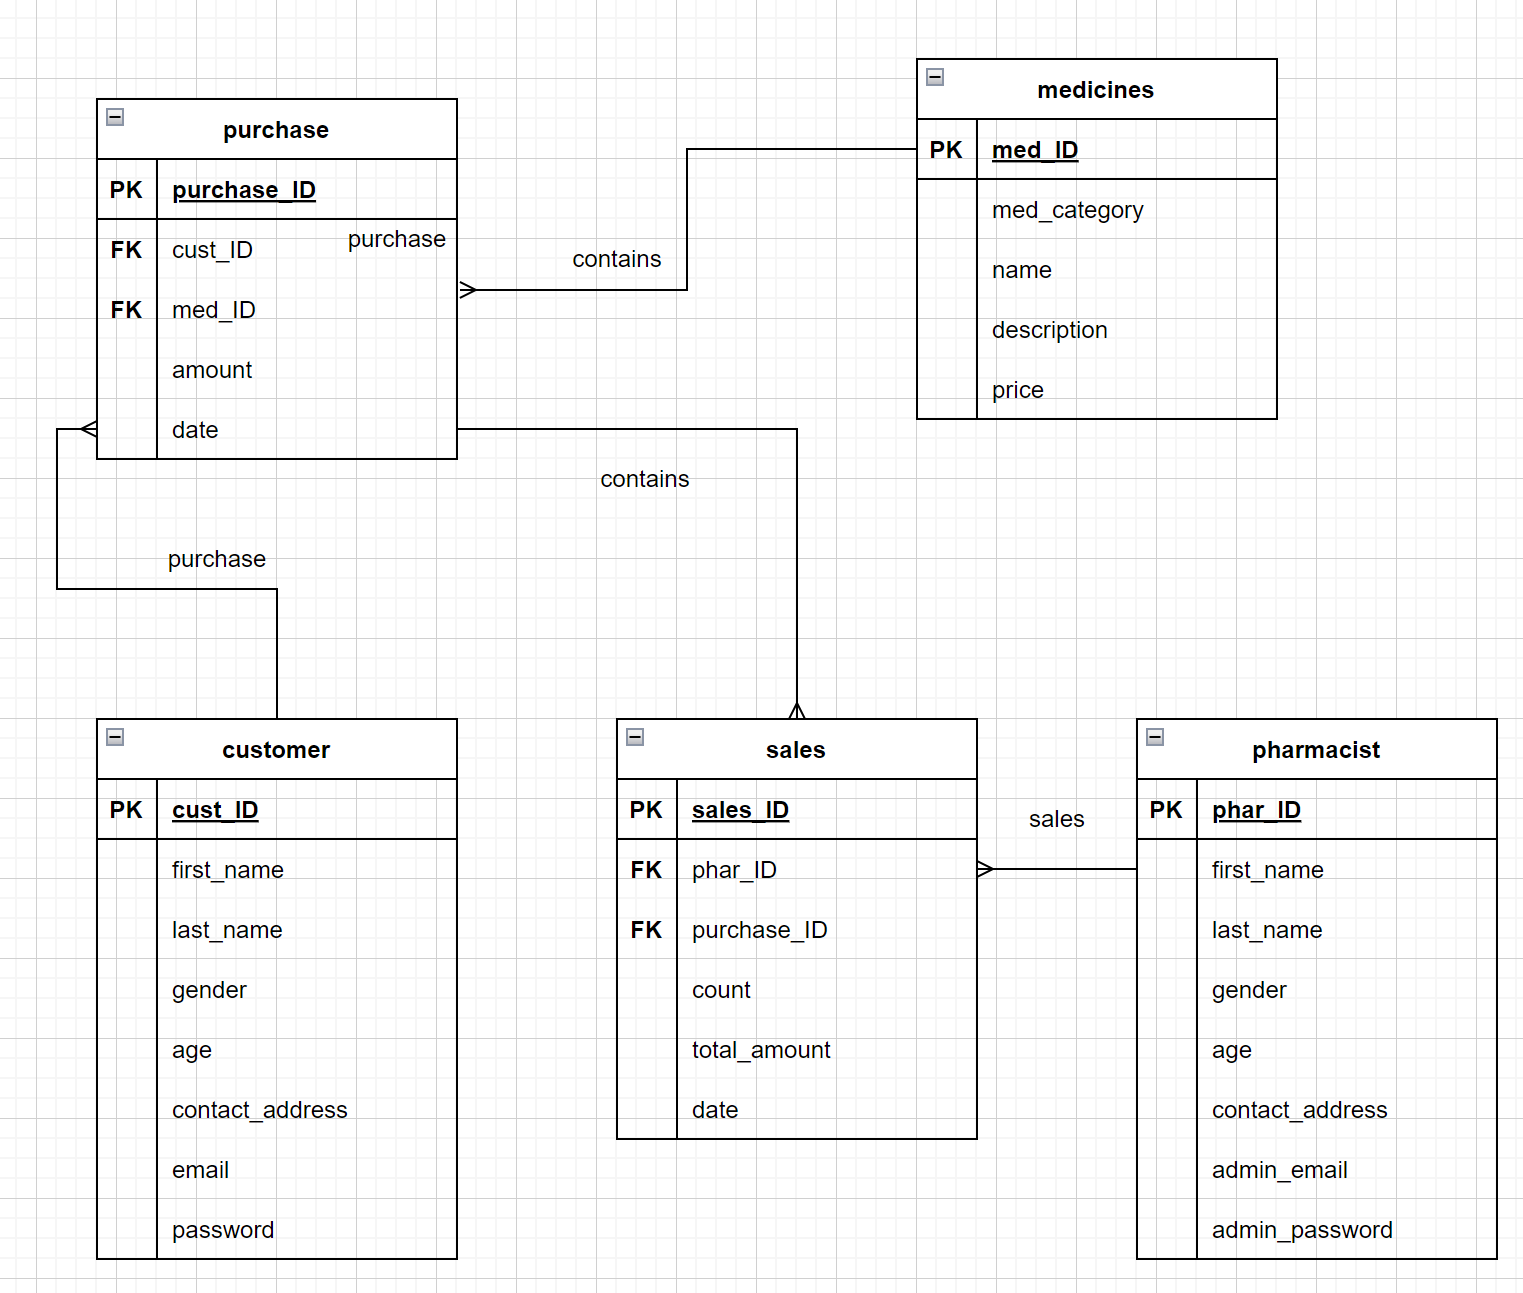 purchase
PK purchase_ID
FK cust_ID
purchase
FK med_ID
amount
date
contains
medicines
PK med_ID
med_category
name
description
price
contains
purchase
customer
PK cust_ID
first_name
last_name
gender
age
contact_address
email
password
sales
PK sales_ID
FK phar_ID
FK purchase_ID
count
total_amount
date
sales
pharmacist
PK phar_ID
first_name
last_name
gender
age
contact_address
admin_email
admin_password